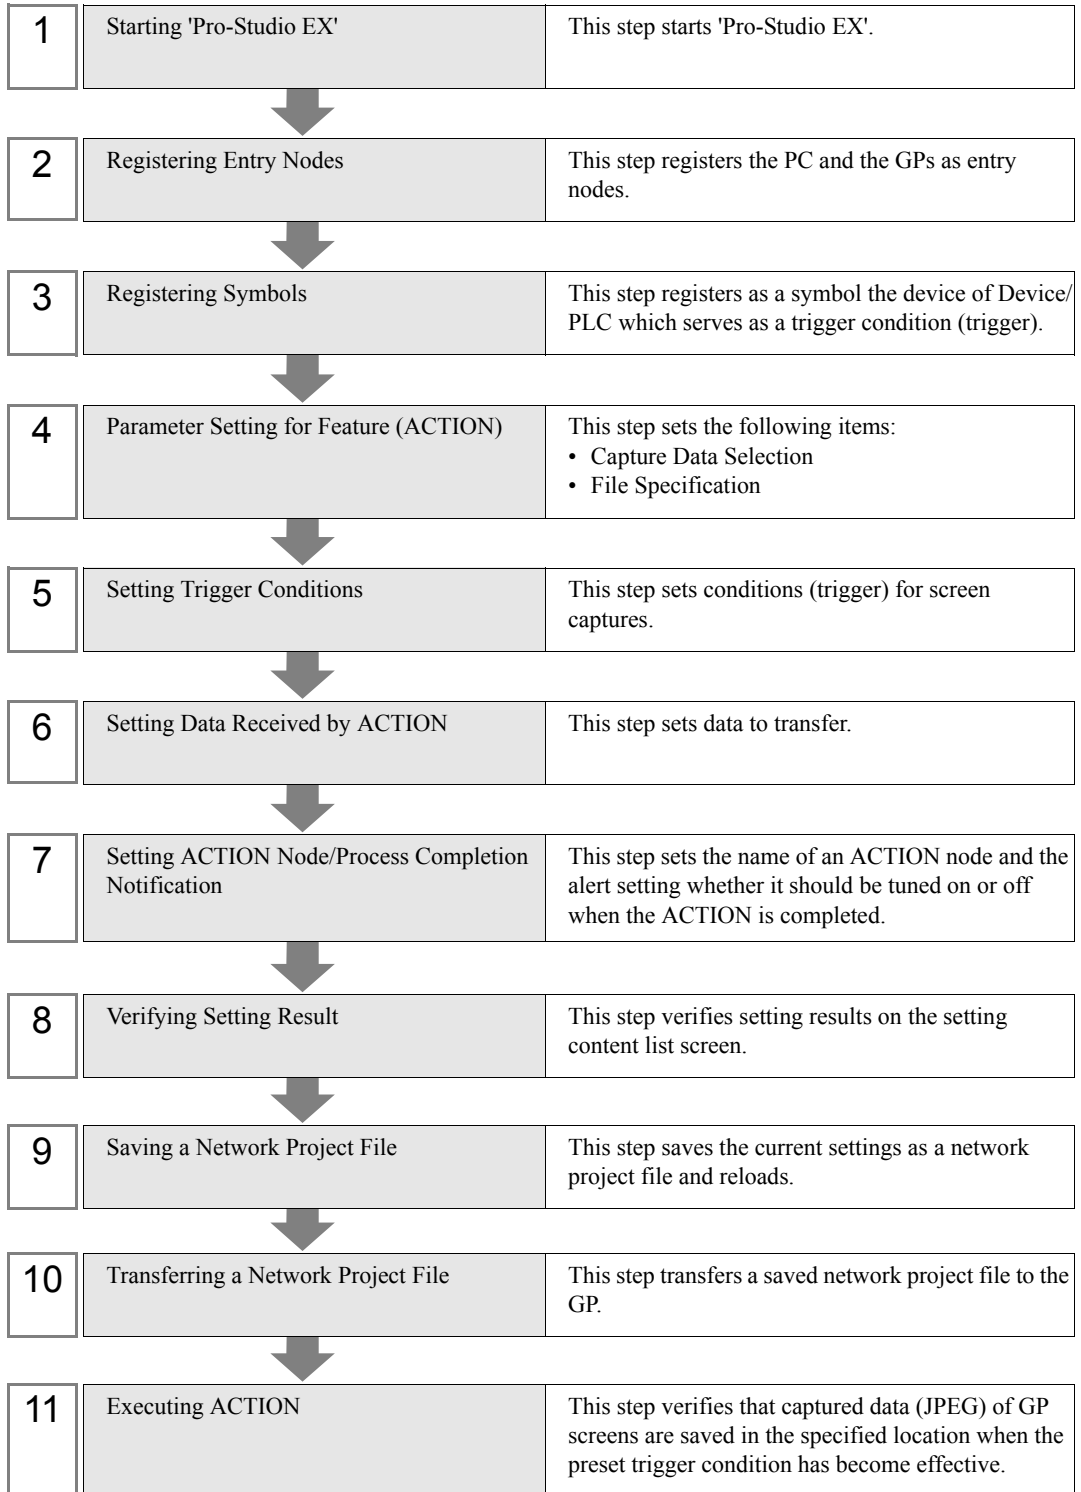 1
Starting 'Pro-Studio EX'
This step starts 'Pro-Studio EX'.
2
Registering Entry Nodes
This step registers the PC and the GPs as entry
nodes.
3
Registering Symbols
This step registers as a symbol the device of Device/
PLC which serves as a trigger condition (trigger).
4
Parameter Setting for Feature (ACTION)
This step sets the following items:
• Capture Data Selection
• File Specification
5
Setting Trigger Conditions
This step sets conditions (trigger) for screen
captures.
6
Setting Data Received by ACTION
This step sets data to transfer.
7
Setting ACTION Node/Process Completion
Notification
This step sets the name of an ACTION node and the
alert setting whether it should be tuned on or off
when the ACTION is completed.
8
Verifying Setting Result
This step verifies setting results on the setting
content list screen.
9
Saving a Network Project File
This step saves the current settings as a network
project file and reloads.
10
Transferring a Network Project File
This step transfers a saved network project file to the
GP.
11
Executing ACTION
This step verifies that captured data (JPEG) of GP
screens are saved in the specified location when the
preset trigger condition has become effective.